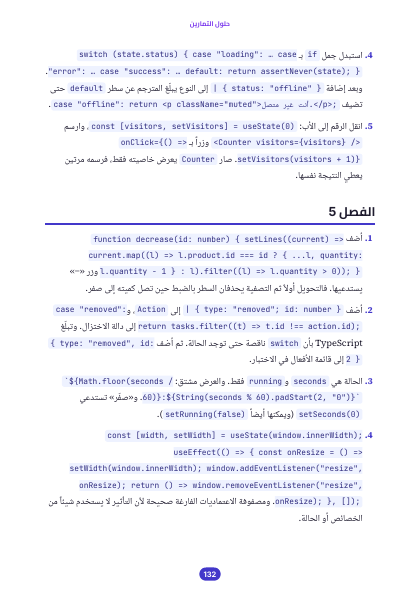 حلول التمارين
4. استبدل جمل if بـ switch (state.status) { case "loading": … case
"error": … case "success": … default: return assertNever(state); }.
وبعد إضافة | { status: "offline" } إلى النوع يبلّغ المترجم عن سطر default حتى
تضيف case "offline": return <p className="muted">أنت غير متصل.</p>;.
5. انقل الرقم إلى الأب: const [visitors, setVisitors] = useState(0)، وارسم
<Counter visitors={visitors} /> وزراً بـ onClick={() =>
setVisitors(visitors + 1)}. صار Counter يعرض خاصيته فقط، فرسمه مرتين
يعطي النتيجة نفسها.
الفصل 5
1. أضف function decrease(id: number) { setLines((current) =>
current.map((l) => l.product.id === id ? { ...l, quantity:
l.quantity - 1 } : l).filter((l) => l.quantity > 0)); } وزر «−»
يستدعيها. فالتحويل أولاً ثم التصفية يحذفان السطر بالضبط حين تصل كميته إلى صفر.
2. أضف | { type: "removed"; id: number } إلى Action، و case "removed":
return tasks.filter((t) => t.id !== action.id); إلى دالة الاختزال. وتبلّغ
TypeScript بأن switch ناقصة حتى توجد الحالة. ثم أضف { type: "removed", id:
2 } إلى قائمة الأفعال في الاختبار.
3. الحالة هي seconds و running فقط. والعرض مشتق: `${Math.floor(seconds /
60)}:${String(seconds % 60).padStart(2, "0")}`. و«صفّر» تستدعي
setSeconds(0) (ويمكنها أيضاً setRunning(false)).
4. const [width, setWidth] = useState(window.innerWidth);
useEffect(() => { const onResize = () =>
setWidth(window.innerWidth); window.addEventListener("resize",
onResize); return () => window.removeEventListener("resize",
onResize); }, []);. ومصفوفة الاعتماديات الفارغة صحيحة لأن التأثير لا يستخدم شيئاً من
الخصائص أو الحالة.
132